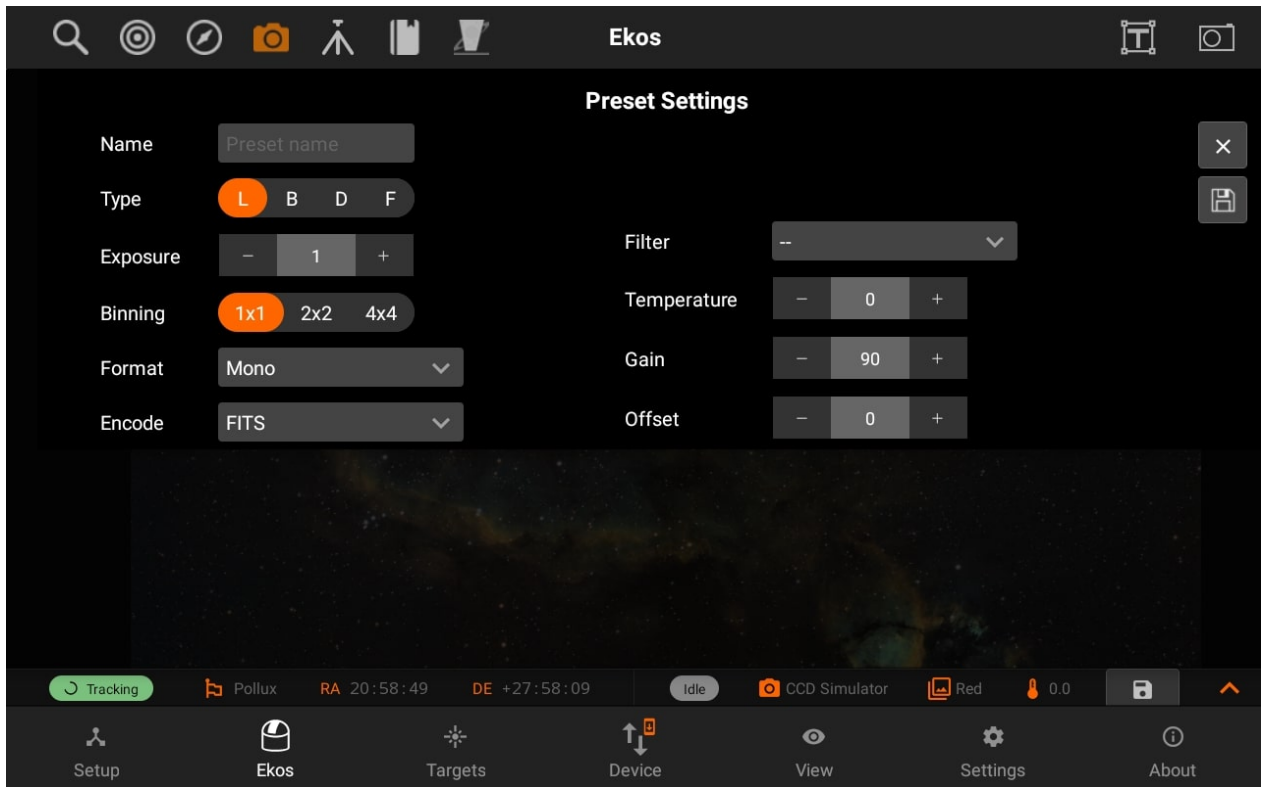 Ekos
Preset Settings
Name Preset name
Type L B D F
Exposure − 1 +
Binning 1x1 2x2 4x4
Format Mono
Encode FITS
Filter --
Temperature − 0 +
Gain − 90 +
Offset − 0 +
Tracking Pollux RA 20:58:49 DE +27:58:09 Idle CCD Simulator Red 0.0
Setup Ekos Targets Device View Settings About